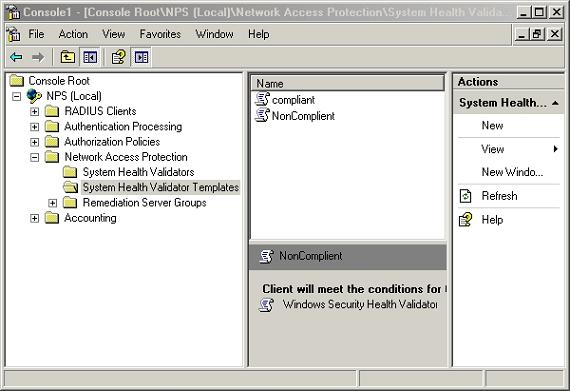 Console1 - [Console Root\NPS (Local)\Network Access Protection\System Health Valida...
File Action View Favorites Window Help
Console Root
NPS (Local)
RADIUS Clients
Authentication Processing
Authorization Policies
Network Access Protection
System Health Validators
System Health Validator Templates
Remediation Server Groups
Accounting
Name
compliant
NonComplient
NonComplient
Client will meet the conditions for
Windows Security Health Validator
Actions
System Health...
New
View
New Windo...
Refresh
Help